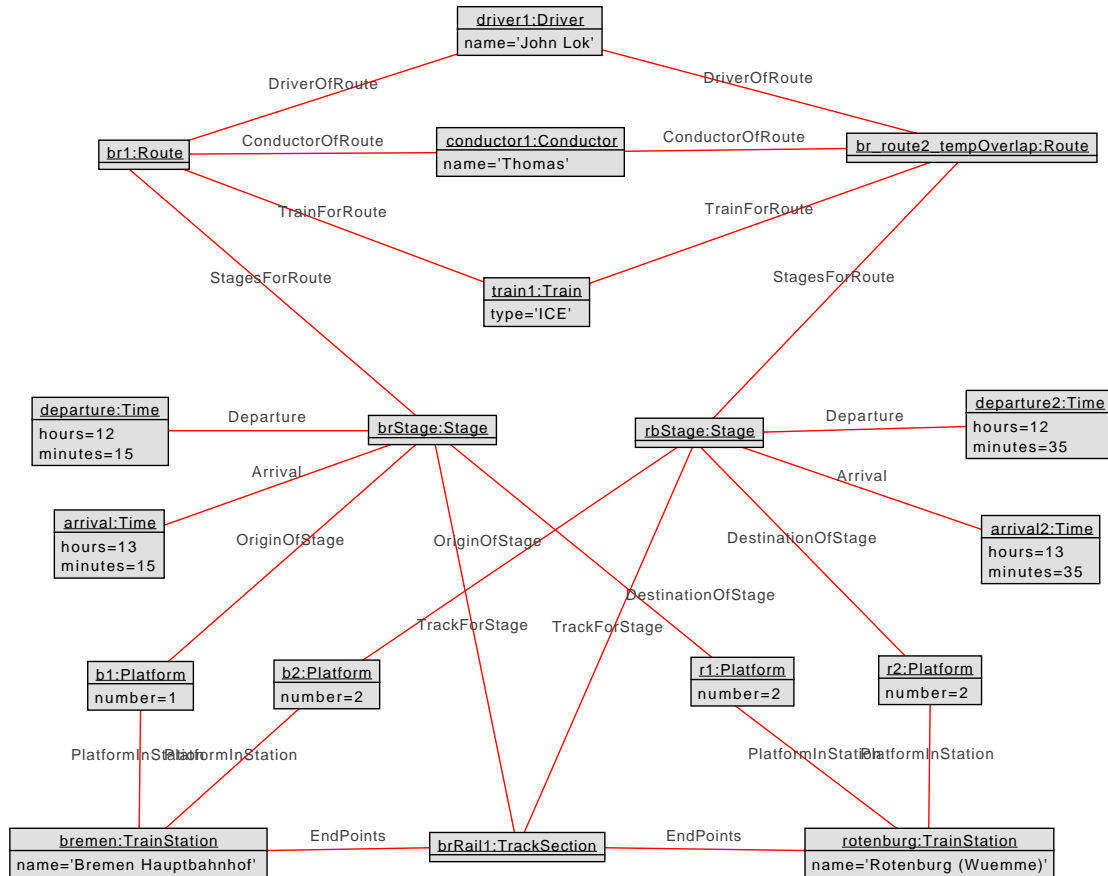 driver1:Driver
name='John Lok'
DriverOfRoute
DriverOfRoute
br1:Route
ConductorOfRoute
conductor1:Conductor
name='Thomas'
ConductorOfRoute
br_route2_tempOverlap:Route
TrainForRoute
TrainForRoute
StagesForRoute
train1:Train
type='ICE'
StagesForRoute
departure:Time
hours=12
minutes=15
Departure
brStage:Stage
rbStage:Stage
Departure
departure2:Time
hours=12
minutes=35
Arrival
Arrival
arrival:Time
hours=13
minutes=15
OriginOfStage
OriginOfStage
DestinationOfStage
arrival2:Time
hours=13
minutes=35
DestinationOfStage
TrackForStage
TrackForStage
b1:Platform
number=1
b2:Platform
number=2
r1:Platform
number=2
r2:Platform
number=2
PlatformInStation
PlatformInStation
PlatformInStation
PlatformInStation
bremen:TrainStation
name='Bremen Hauptbahnhof'
EndPoints
brRail1:TrackSection
EndPoints
rotenburg:TrainStation
name='Rotenburg (Wuemme)'